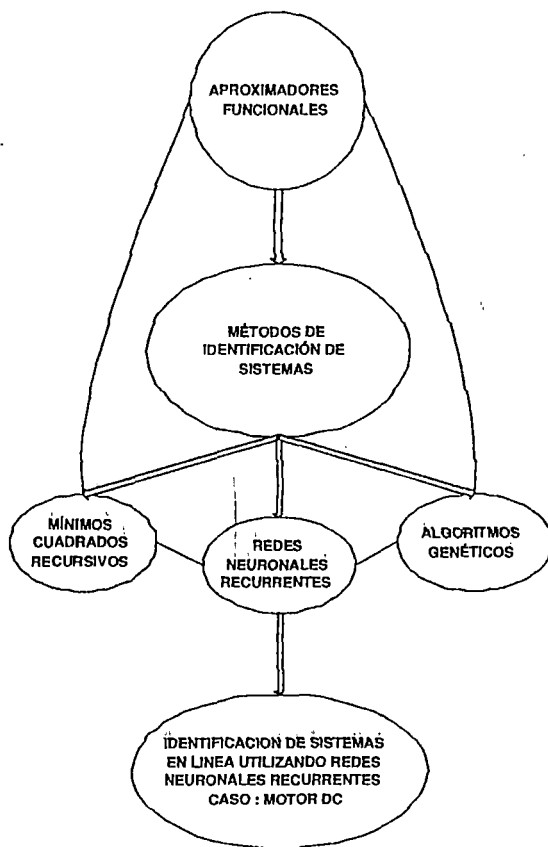 APROXIMADORES
FUNCIONALES
MÉTODOS DE
IDENTIFICACIÓN DE
SISTEMAS
MÍNIMOS
CUADRADOS
RECURSIVOS
REDES
NEURONALES
RECURRENTES
ALGORITMOS
GENÉTICOS
IDENTIFICACION DE SISTEMAS
EN LINEA UTILIZANDO REDES
NEURONALES RECURRENTES
CASO : MOTOR DC